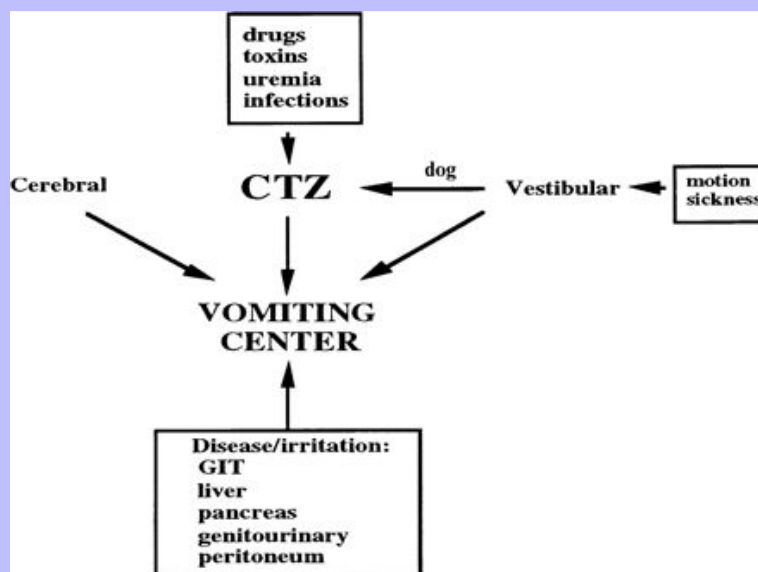 drugs
toxins
uremia
infections
Cerebral
CTZ
dog
Vestibular
motion
sickness
VOMITING
CENTER
Disease/irritation:
GIT
liver
pancreas
genitourinary
peritoneum